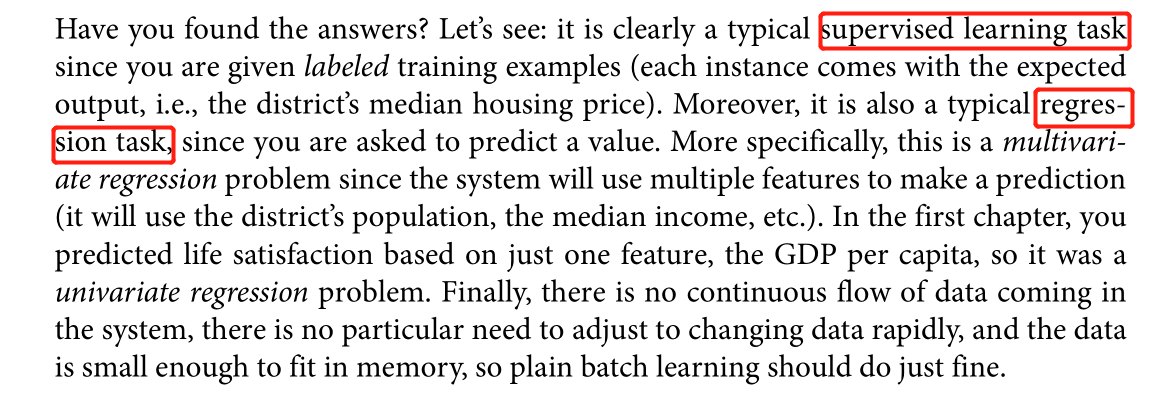 Have you found the answers? Let’s see: it is clearly a typical supervised learning task
since you are given labeled training examples (each instance comes with the expected
output, i.e., the district’s median housing price). Moreover, it is also a typical regres-
sion task, since you are asked to predict a value. More specifically, this is a multivari-
ate regression problem since the system will use multiple features to make a prediction
(it will use the district’s population, the median income, etc.). In the first chapter, you
predicted life satisfaction based on just one feature, the GDP per capita, so it was a
univariate regression problem. Finally, there is no continuous flow of data coming in
the system, there is no particular need to adjust to changing data rapidly, and the data
is small enough to fit in memory, so plain batch learning should do just fine.